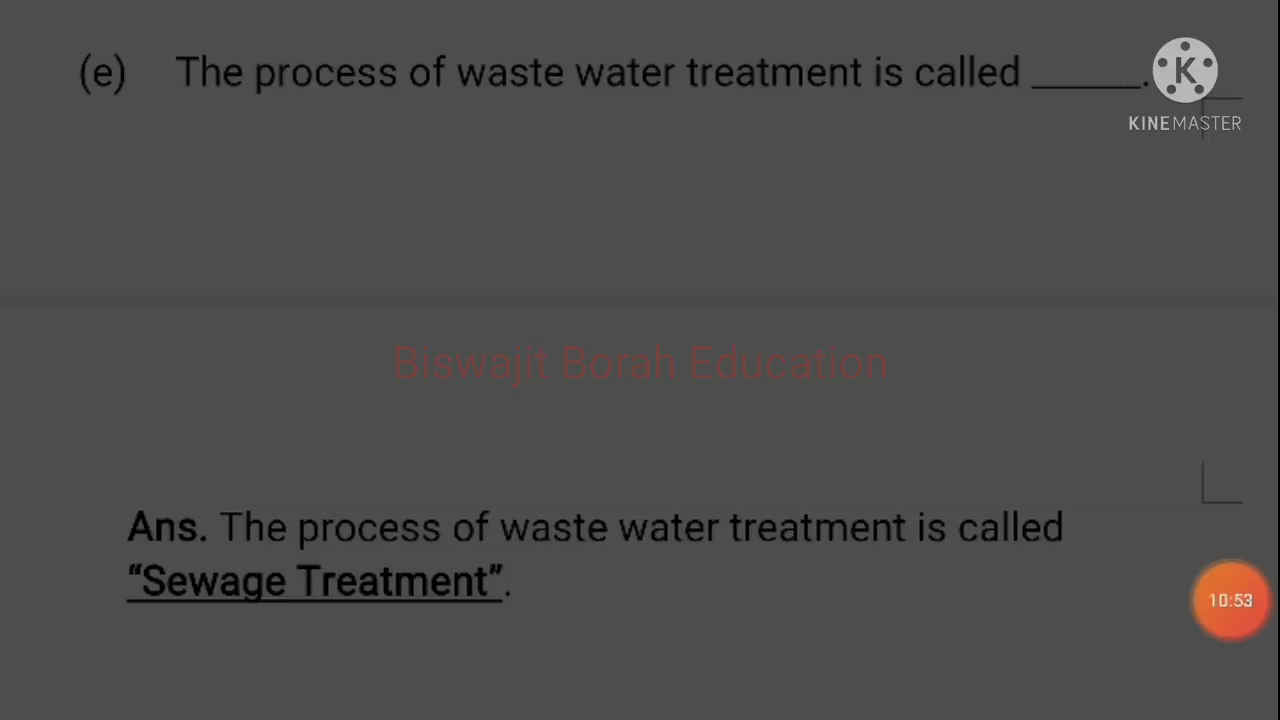 (e) The process of waste water treatment is called ______.
K
KINEMASTER
Biswajit Borah Education
Ans. The process of waste water treatment is called
“Sewage Treatment”.
10:53